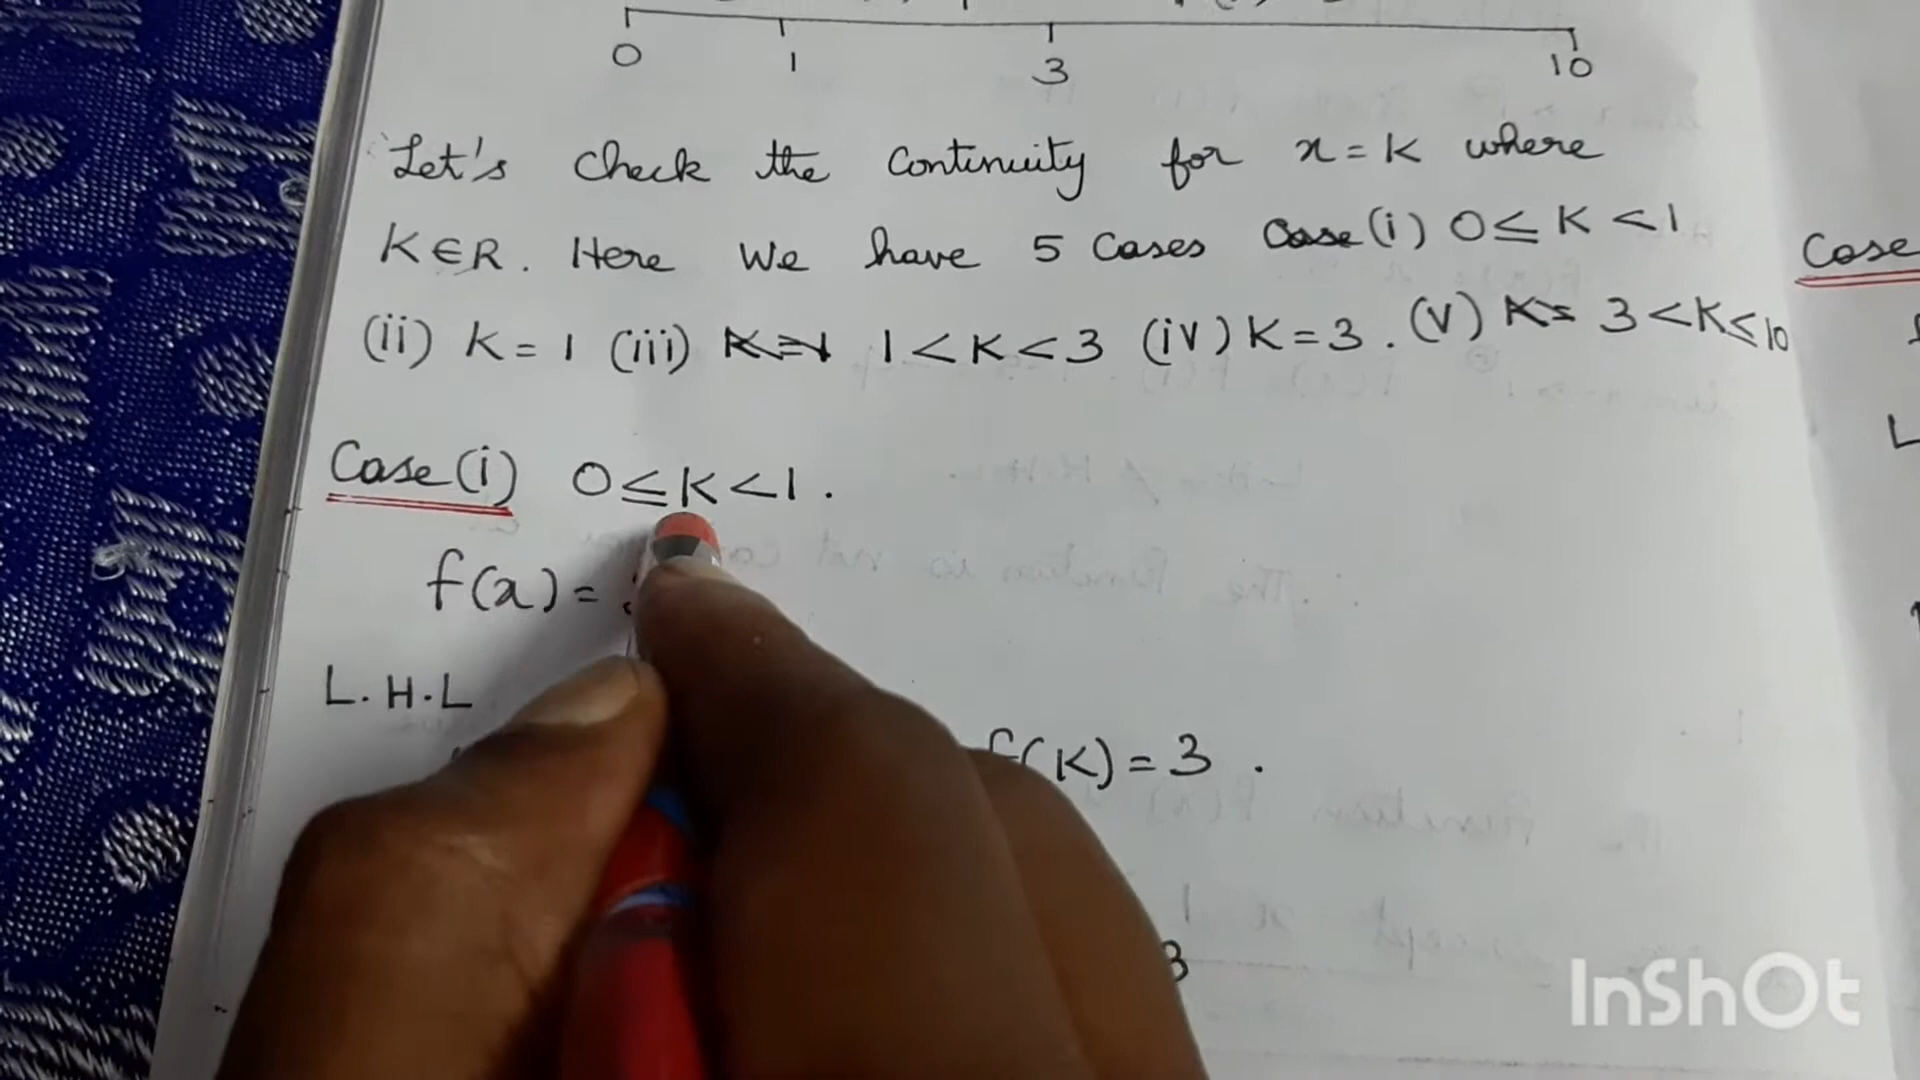 0 1 3 10
Let's check the continuity for x = K where
K∈R. Here We have 5 Cases Case (i) 0 ≤ K < 1
(ii) K = 1 (iii) 1 < K < 3 (iv) K = 3. (v) 3 < K ≤ 10
Case (i) 0 ≤ K < 1.
f(x) =
L.H.L
f(K) = 3.
3
Case
L
InShOt